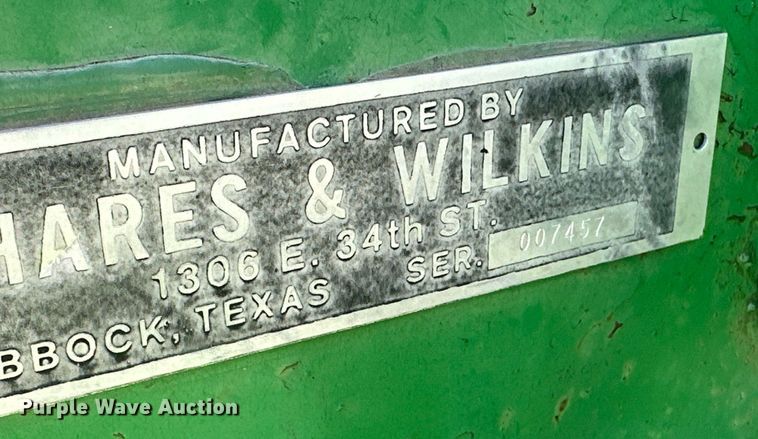 MANUFACTURED BY
HARES & WILKINS
1306 E. 34th ST.
BBOCK, TEXAS SER. 007457
Purple Wave Auction